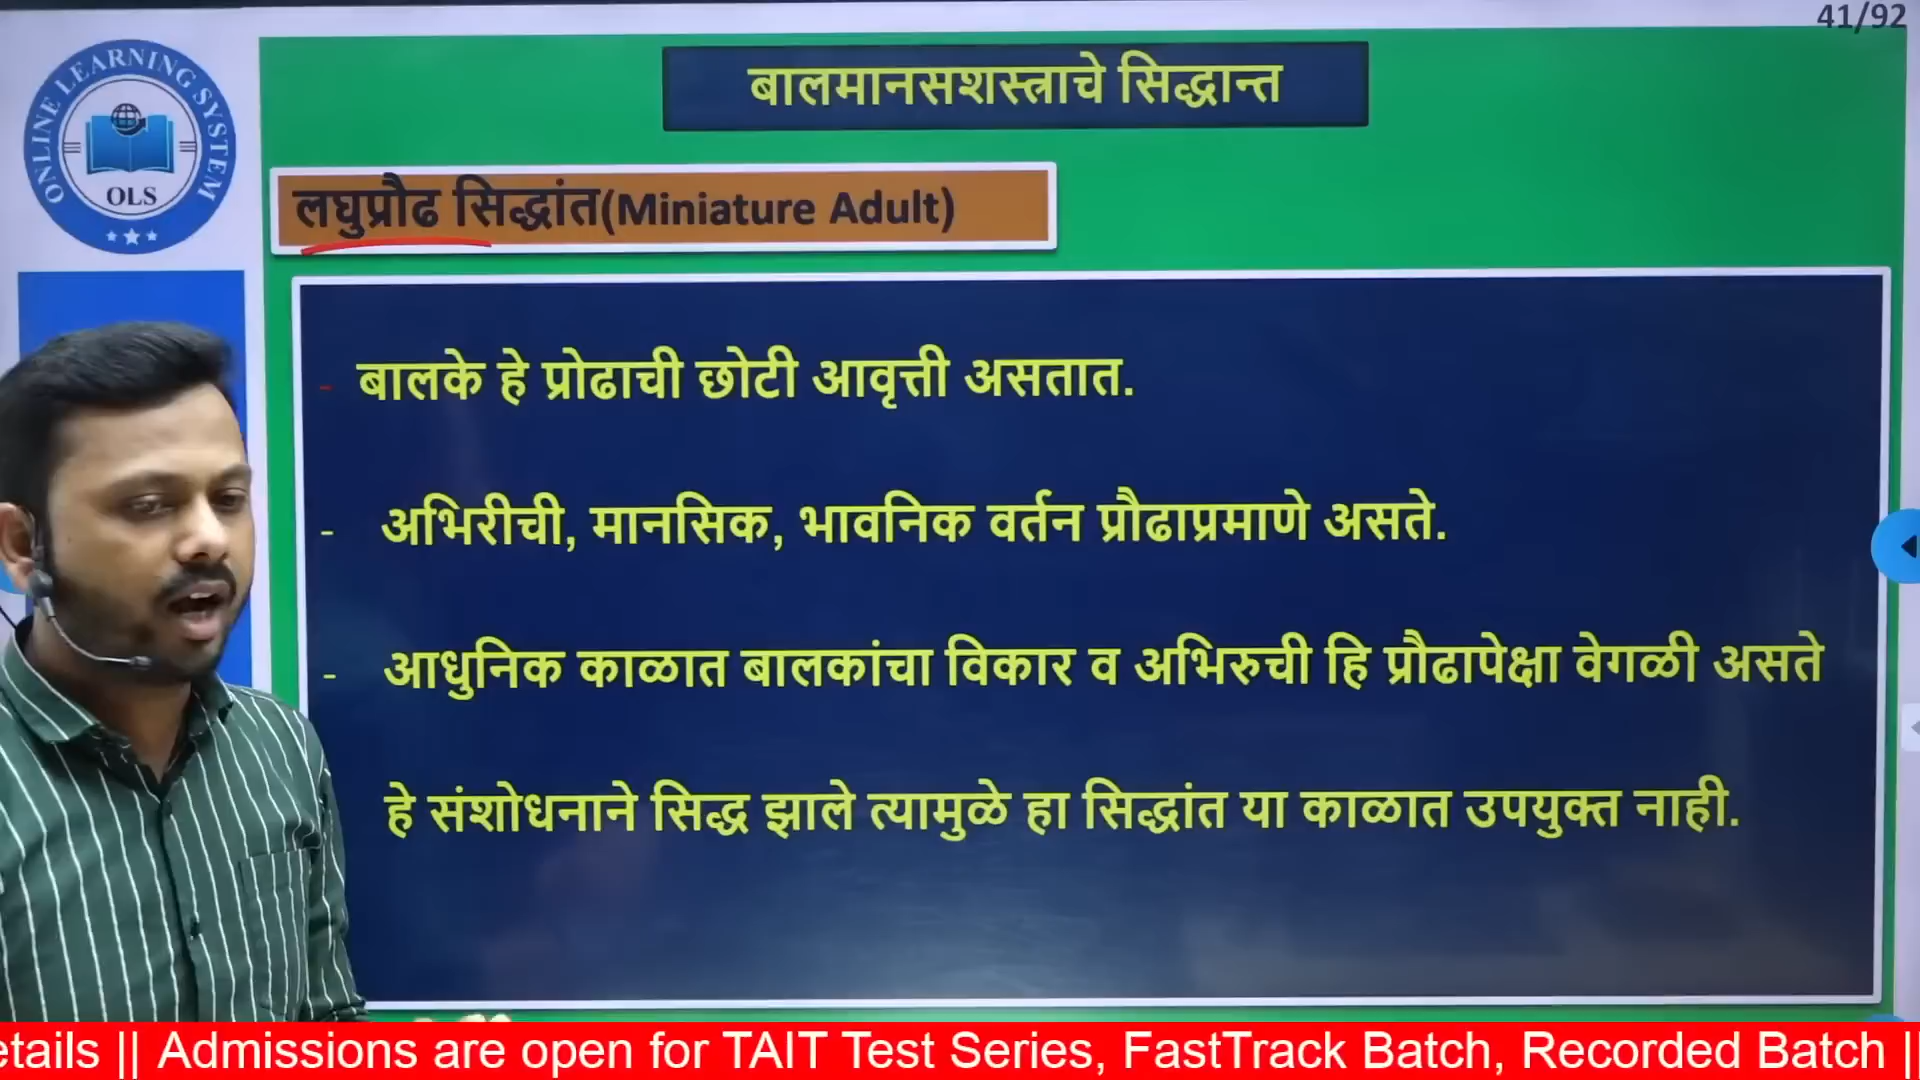 41/92
ONLINE LEARNING SYSTEM
OLS
बालमानसशस्त्राचे सिद्धान्त
लघुप्रौढ सिद्धांत(Miniature Adult)
- बालके हे प्रोढाची छोटी आवृत्ती असतात.
- अभिरीची, मानसिक, भावनिक वर्तन प्रौढाप्रमाणे असते.
- आधुनिक काळात बालकांचा विकार व अभिरुची हि प्रौढापेक्षा वेगळी असते
हे संशोधनाने सिद्ध झाले त्यामुळे हा सिद्धांत या काळात उपयुक्त नाही.
etails || Admissions are open for TAIT Test Series, FastTrack Batch, Recorded Batch ||